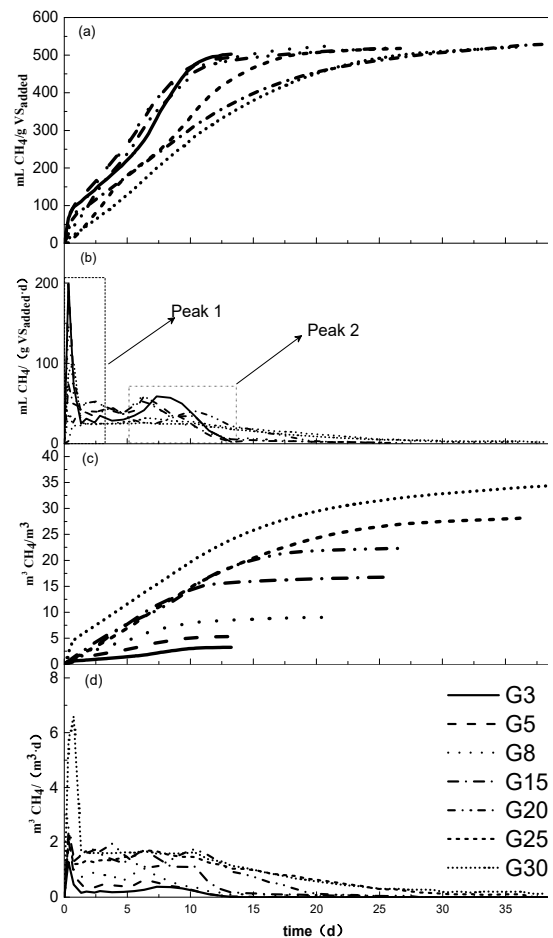 (a)
600
500
400
300
200
100
0
mL CH4/g VSadded
(b)
200
100
0
mL CH4/（g VSadded·d）
Peak 1
Peak 2
(c)
40
35
30
25
20
15
10
5
0
m³ CH4/m³
(d)
8
6
4
2
0
m³ CH4/（m³·d）
G3
G5
G8
G15
G20
G25
G30
0 5 10 15 20 25 30 35
time（d）